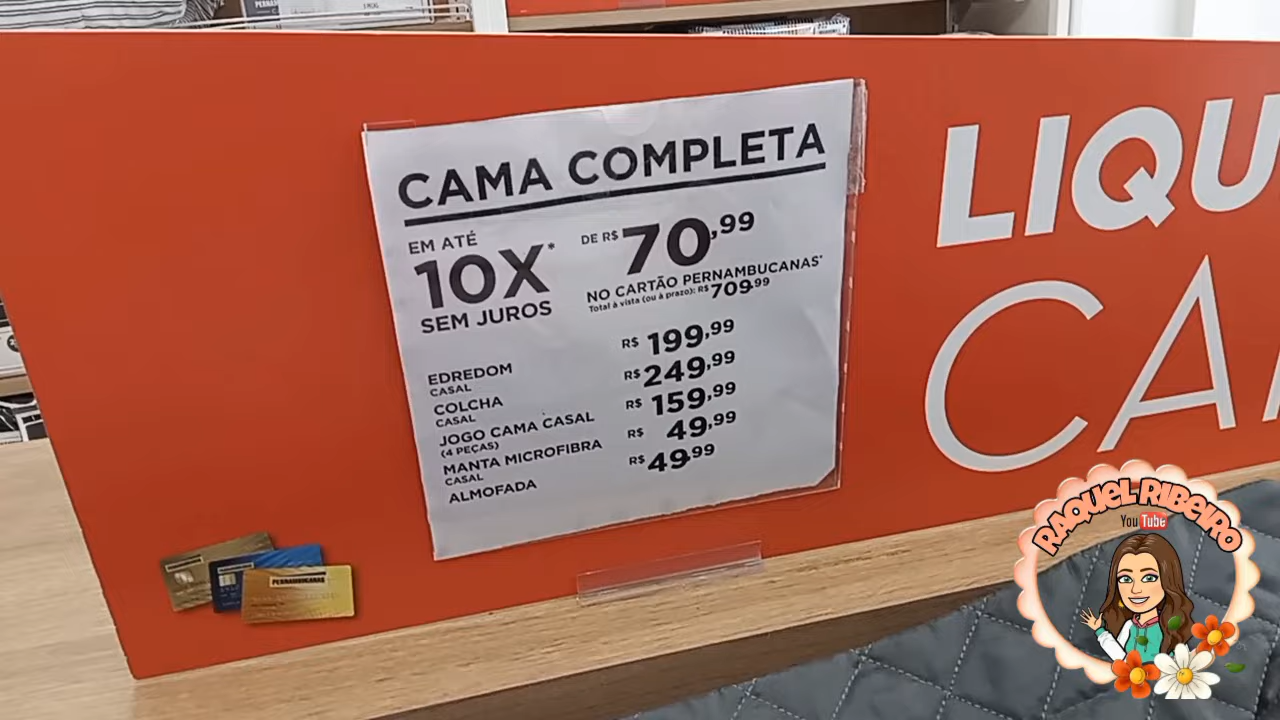 CAMA COMPLETA
EM ATÉ
10X*
SEM JUROS
DE R$ 70,99
NO CARTÃO PERNAMBUCANAS*
Total à vista (ou à prazo): R$ 709,99
EDREDOM R$ 199,99
CASAL
COLCHA R$ 249,99
CASAL
JOGO CAMA CASAL R$ 159,99
(4 PEÇAS)
MANTA MICROFIBRA R$ 49,99
CASAL
ALMOFADA R$ 49,99
LIQU
CA
PERNAMBUCANAS
RAQUEL RIBEIRO
YouTube